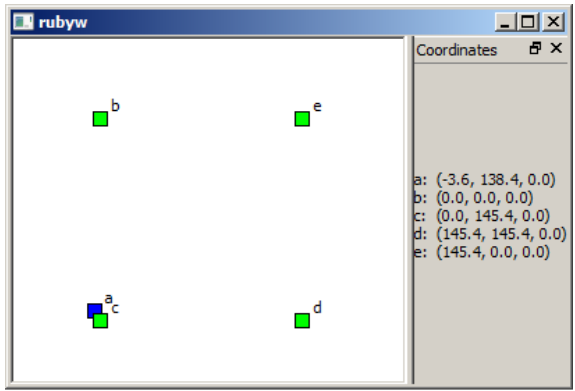 rubyw
Coordinates
b
e
a
c
d
a: (-3.6, 138.4, 0.0)
b: (0.0, 0.0, 0.0)
c: (0.0, 145.4, 0.0)
d: (145.4, 145.4, 0.0)
e: (145.4, 0.0, 0.0)